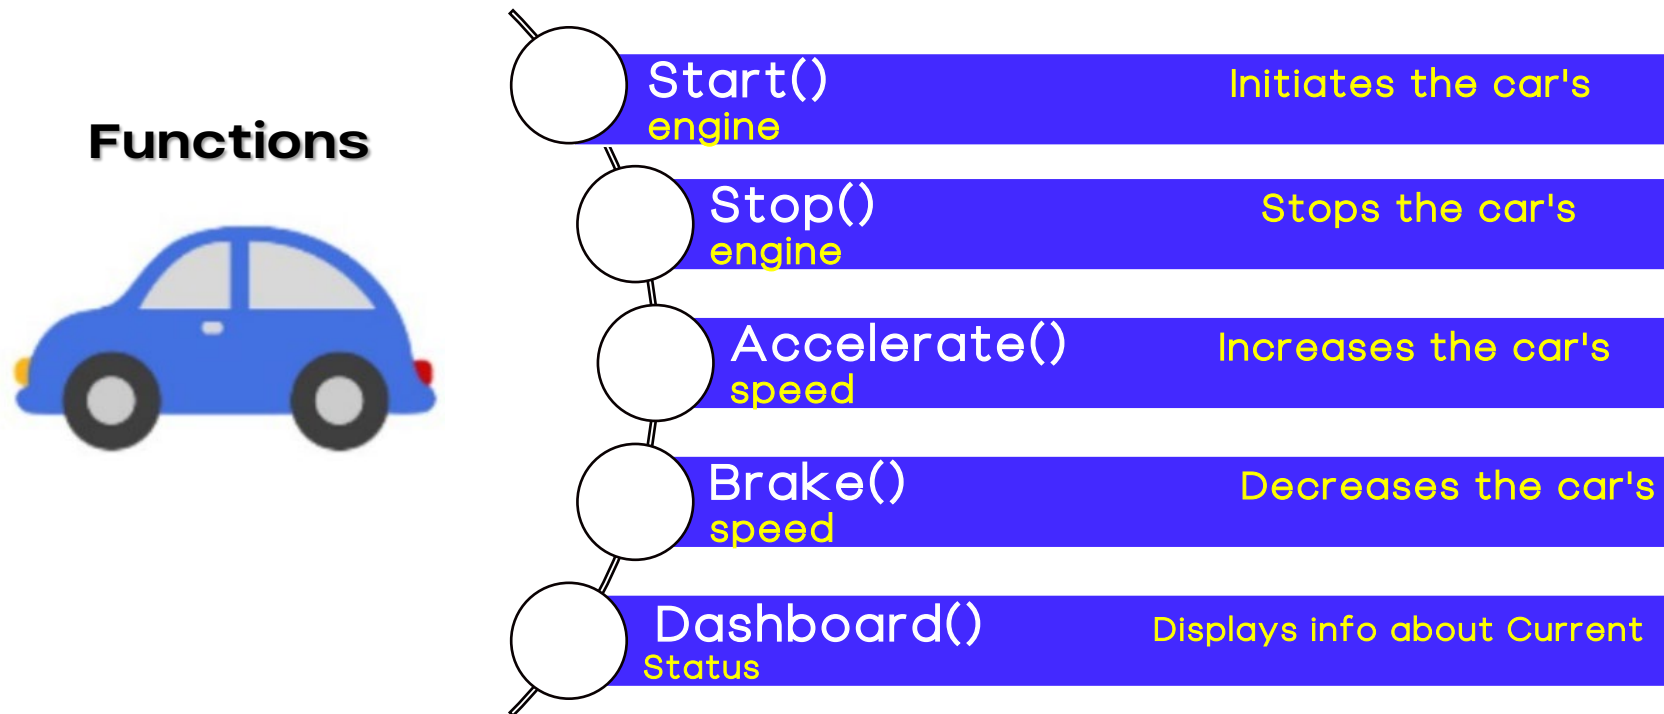 Functions
Start() Initiates the car's
engine
Stop() Stops the car's
engine
Accelerate() Increases the car's
speed
Brake() Decreases the car's
speed
Dashboard() Displays info about Current
Status